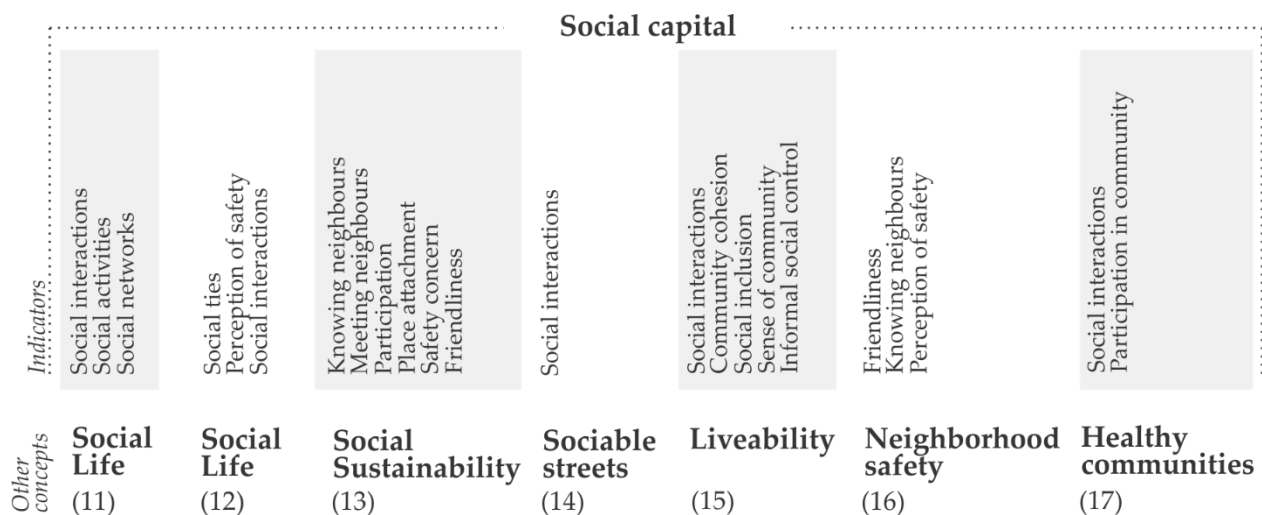 Social capital
Indicators
Social interactions
Social activities
Social networks
Social ties
Perception of safety
Social interactions
Knowing neighbours
Meeting neighbours
Participation
Place attachment
Safety concern
Friendliness
Social interactions
Social interactions
Community cohesion
Social inclusion
Sense of community
Informal social control
Friendliness
Knowing neighbours
Perception of safety
Social interactions
Participation in community
Other
concepts
Social
Life
(11)
Social
Life
(12)
Social
Sustainability
(13)
Sociable
streets
(14)
Liveability
(15)
Neighborhood
safety
(16)
Healthy
communities
(17)